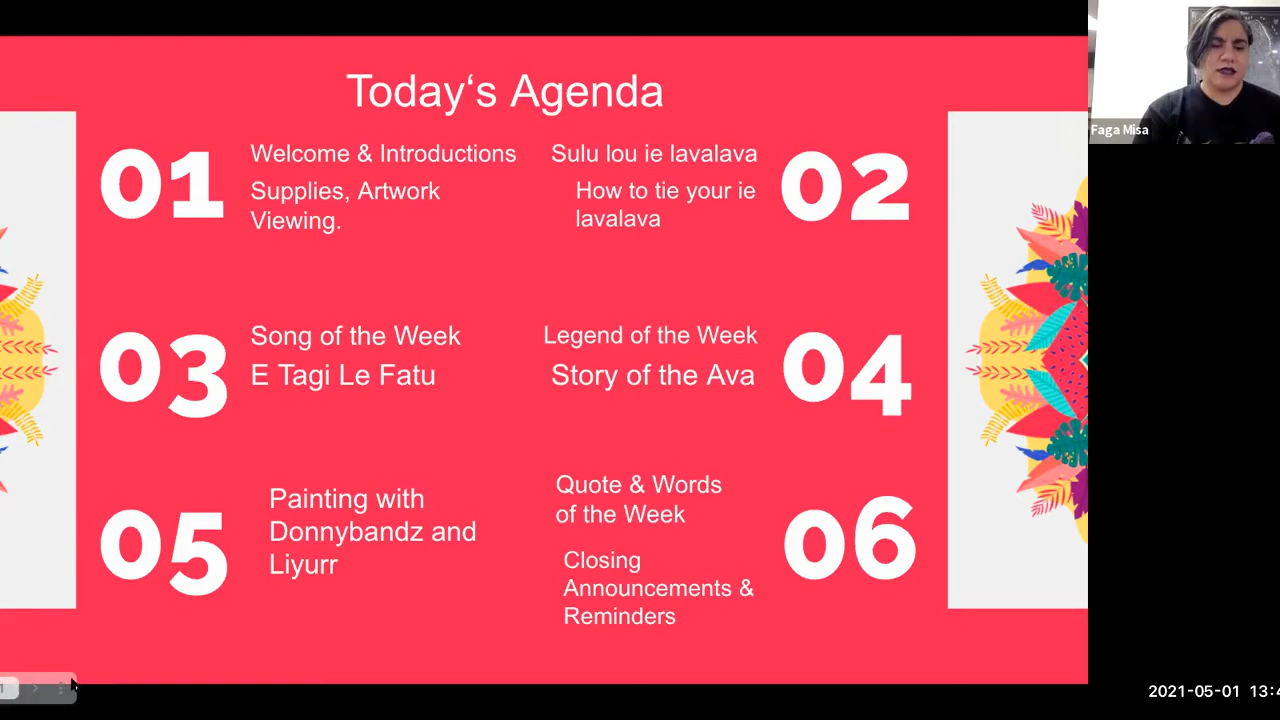 Today‘s Agenda
01
Welcome & Introductions
Supplies, Artwork
Viewing.
02
Sulu lou ie lavalava
How to tie your ie
lavalava
03
Song of the Week
E Tagi Le Fatu
04
Legend of the Week
Story of the Ava
05
Painting with
Donnybandz and
Liyurr
06
Quote & Words
of the Week
Closing
Announcements &
Reminders
Faga Misa
1
2021-05-01 13:4